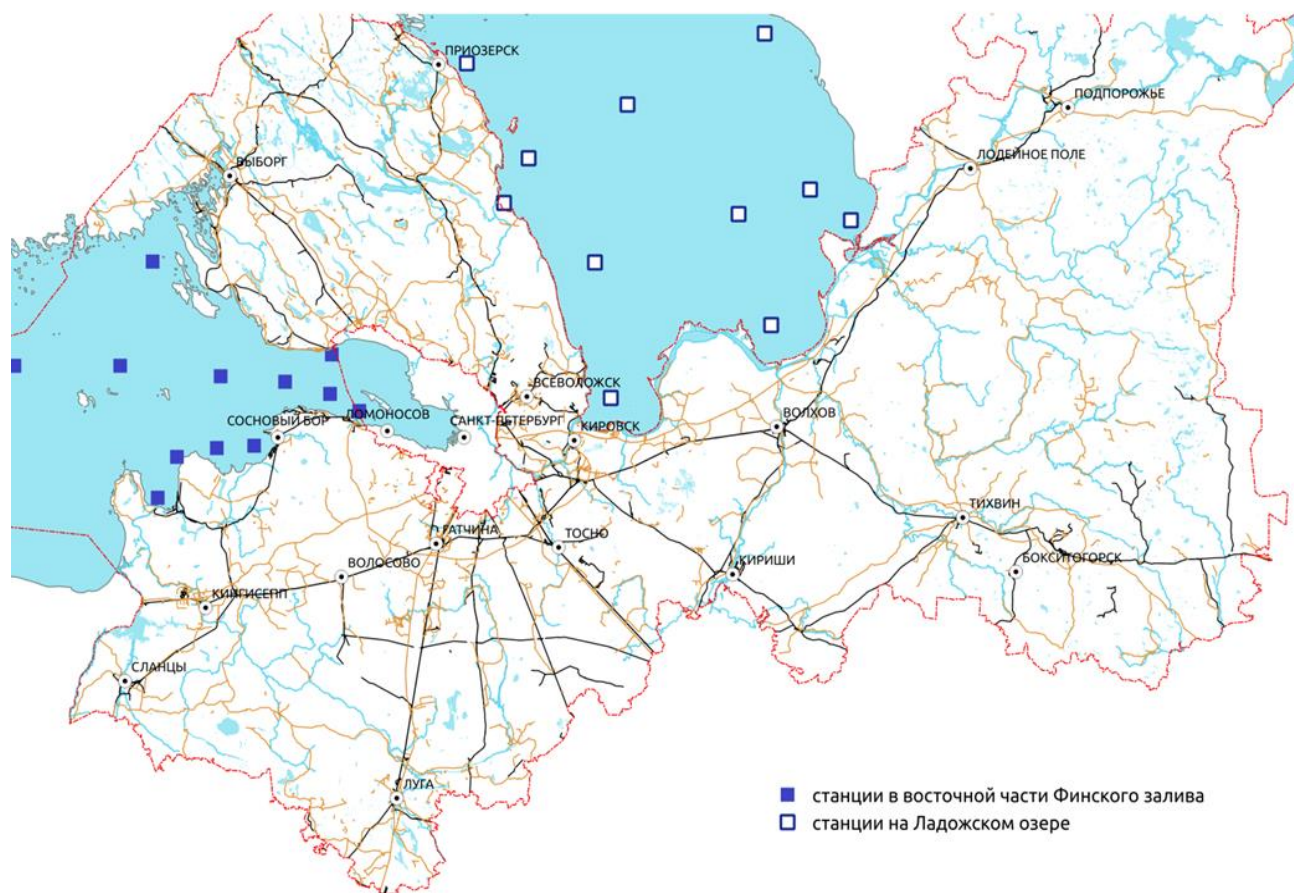 ПРИОЗЕРСК
ПОДПОРОЖЬЕ
ЛОДЕЙНОЕ ПОЛЕ
ВЫБОРГ
ВСЕВОЛОЖСК
СОСНОВЫЙ БОР
ЛОМОНОСОВ
САНКТ-ПЕТЕРБУРГ
КИРОВСК
ВОЛХОВ
ТИХВИН
ГАТЧИНА
ТОСНО
БОКСИТОГОРСК
КИРИШИ
ВОЛОСОВО
КИНГИСЕПП
СЛАНЦЫ
ЛУГА
станции в восточной части Финского залива
станции на Ладожском озере